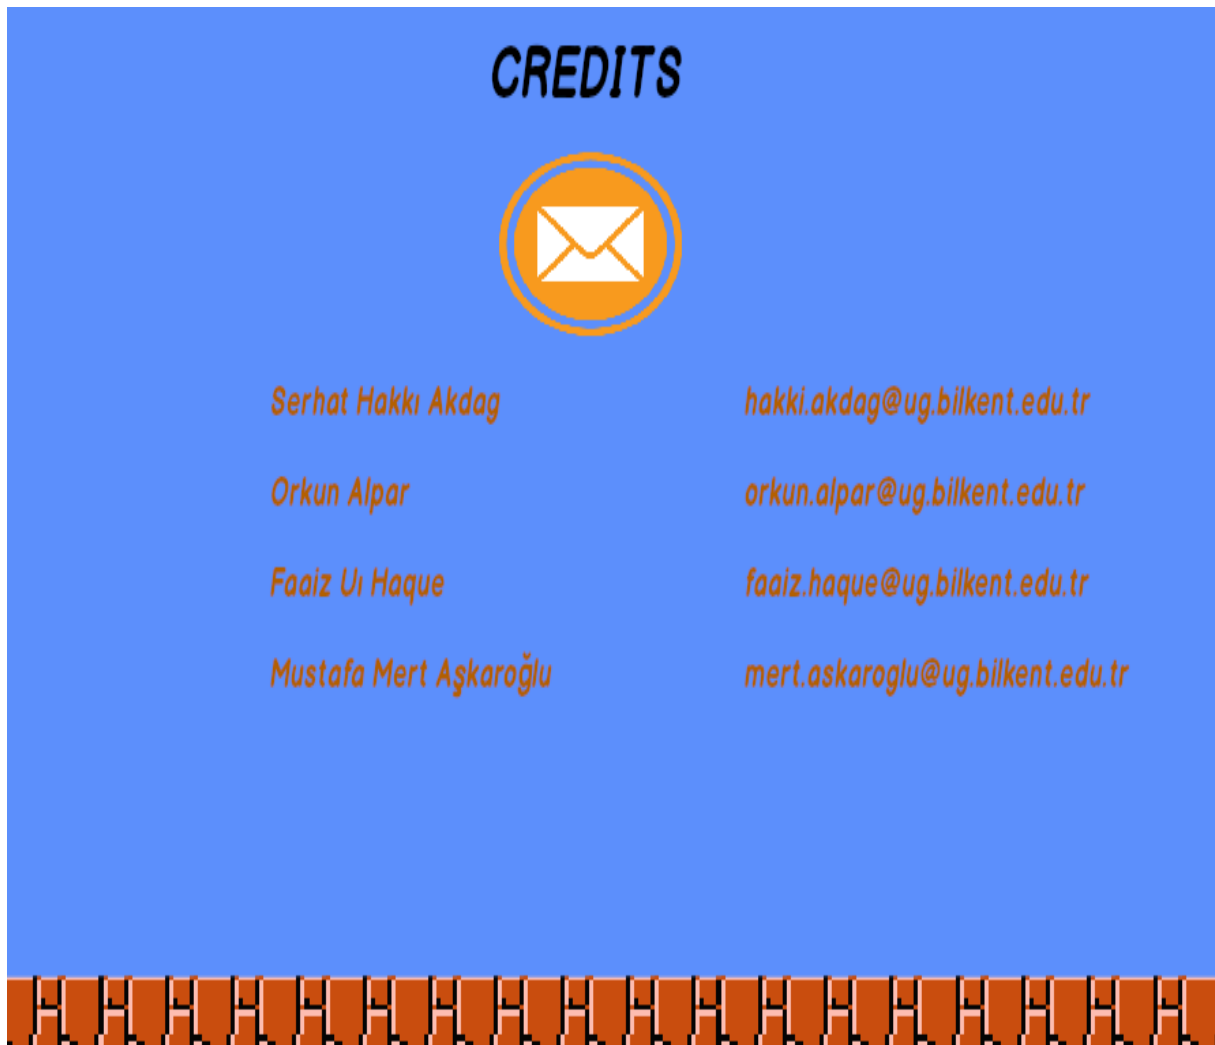 CREDITS
Serhat Hakkı Akdag hakki.akdag@ug.bilkent.edu.tr
Orkun Alpar orkun.alpar@ug.bilkent.edu.tr
Faaiz Uı Haque faaiz.haque@ug.bilkent.edu.tr
Mustafa Mert Aşkaroğlu mert.askaroglu@ug.bilkent.edu.tr